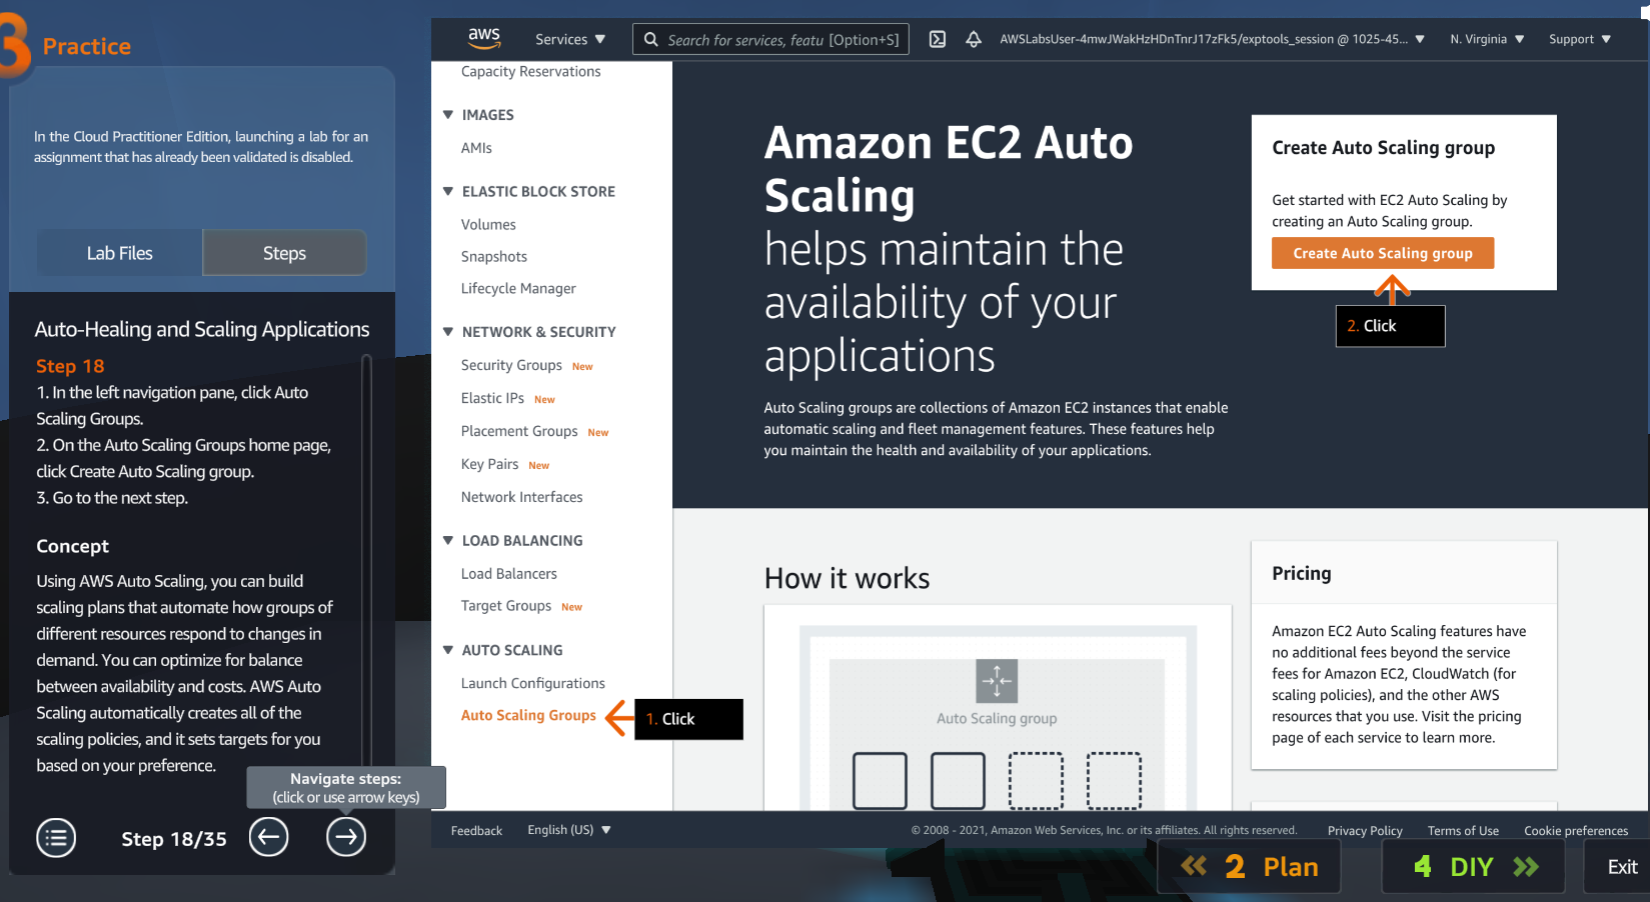 3 Practice
In the Cloud Practitioner Edition, launching a lab for an
assignment that has already been validated is disabled.
Lab Files
Steps
Auto-Healing and Scaling Applications
Step 18
1. In the left navigation pane, click Auto
Scaling Groups.
2. On the Auto Scaling Groups home page,
click Create Auto Scaling group.
3. Go to the next step.
Concept
Using AWS Auto Scaling, you can build
scaling plans that automate how groups of
different resources respond to changes in
demand. You can optimize for balance
between availability and costs. AWS Auto
Scaling automatically creates all of the
scaling policies, and it sets targets for you
based on your preference.
Navigate steps:
(click or use arrow keys)
Step 18/35
aws
Services
Search for services, featu [Option+S]
AWSLabsUser-4mwJWakHzHDnTnrJ17zFk5/exptools_session @ 1025-45...
N. Virginia
Support
Capacity Reservations
IMAGES
AMIs
ELASTIC BLOCK STORE
Volumes
Snapshots
Lifecycle Manager
NETWORK & SECURITY
Security Groups New
Elastic IPs New
Placement Groups New
Key Pairs New
Network Interfaces
LOAD BALANCING
Load Balancers
Target Groups New
AUTO SCALING
Launch Configurations
Auto Scaling Groups
1. Click
Amazon EC2 Auto
Scaling
helps maintain the
availability of your
applications
Auto Scaling groups are collections of Amazon EC2 instances that enable
automatic scaling and fleet management features. These features help
you maintain the health and availability of your applications.
Create Auto Scaling group
Get started with EC2 Auto Scaling by
creating an Auto Scaling group.
Create Auto Scaling group
2. Click
How it works
Auto Scaling group
Pricing
Amazon EC2 Auto Scaling features have
no additional fees beyond the service
fees for Amazon EC2, CloudWatch (for
scaling policies), and the other AWS
resources that you use. Visit the pricing
page of each service to learn more.
Feedback
English (US)
© 2008 - 2021, Amazon Web Services, Inc. or its affiliates. All rights reserved.
Privacy Policy
Terms of Use
Cookie preferences
2 Plan
4 DIY
Exit